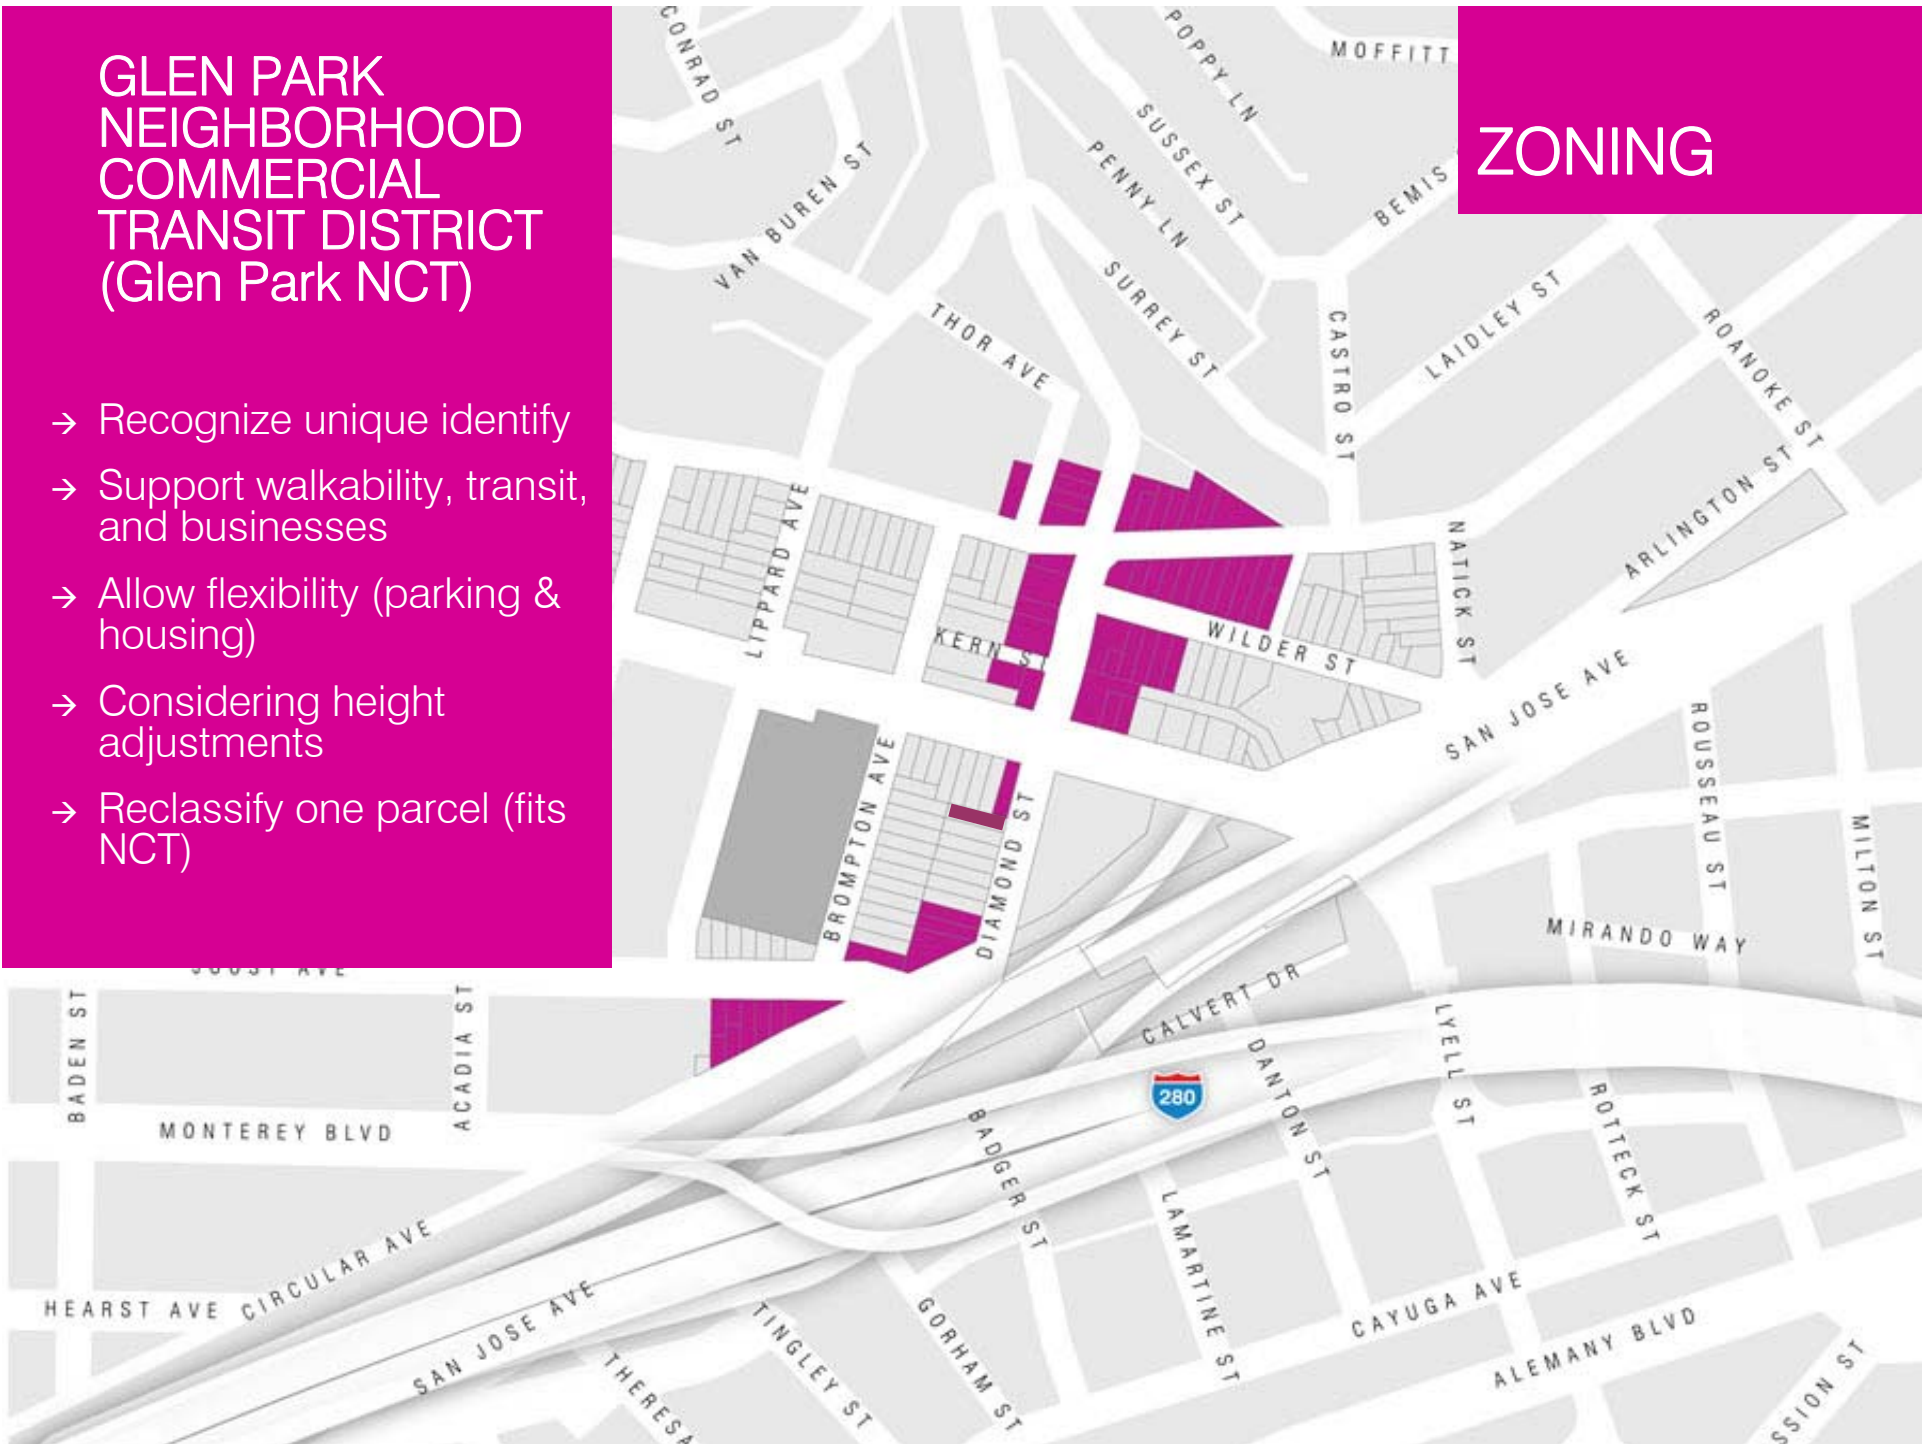 GLEN PARK
NEIGHBORHOOD
COMMERCIAL
TRANSIT DISTRICT
(Glen Park NCT)
→ Recognize unique identify
→ Support walkability, transit,
and businesses
→ Allow flexibility (parking &
housing)
→ Considering height
adjustments
→ Reclassify one parcel (fits
NCT)
ZONING
CONRAD ST
POPPY LN
MOFFITT
SUSSEX ST
PENNY LN
BEMIS
VAN BUREN ST
SURREY ST
THOR AVE
CASTRO ST
LAIDLEY ST
ROANOKE ST
ARLINGTON ST
LIPPARD AVE
NATICK ST
KERN ST
WILDER ST
SAN JOSE AVE
ROUSSEAU ST
BROMPTON AVE
DIAMOND ST
MILTON ST
MIRANDO WAY
JOOST AVE
BADEN ST
ACADIA ST
CALVERT DR
LYELL ST
280
DANTON ST
ROTTECK ST
MONTEREY BLVD
BADGER ST
LAMARTINE ST
HEARST AVE
CIRCULAR AVE
SAN JOSE AVE
TINGLEY ST
GORHAM ST
CAYUGA AVE
ALEMANY BLVD
THERESA
SSION ST